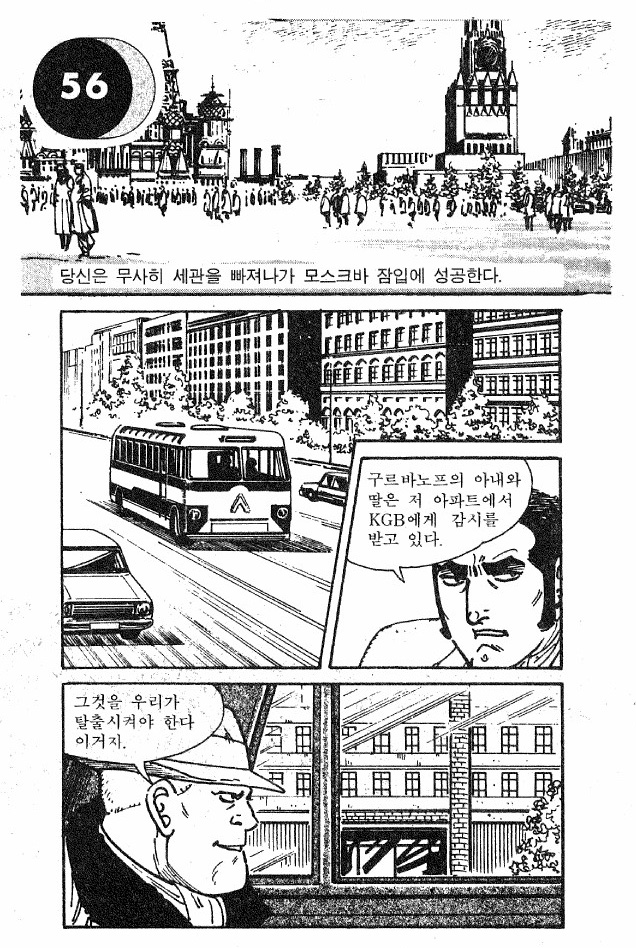 56
당신은 무사히 세관을 빠져나가 모스크바 잠입에 성공한다.
구르바노프의 아내와
딸은 저 아파트에서
KGB에게 감시를
받고 있다.
그것을 우리가
탈출시켜야 한다
이거지.